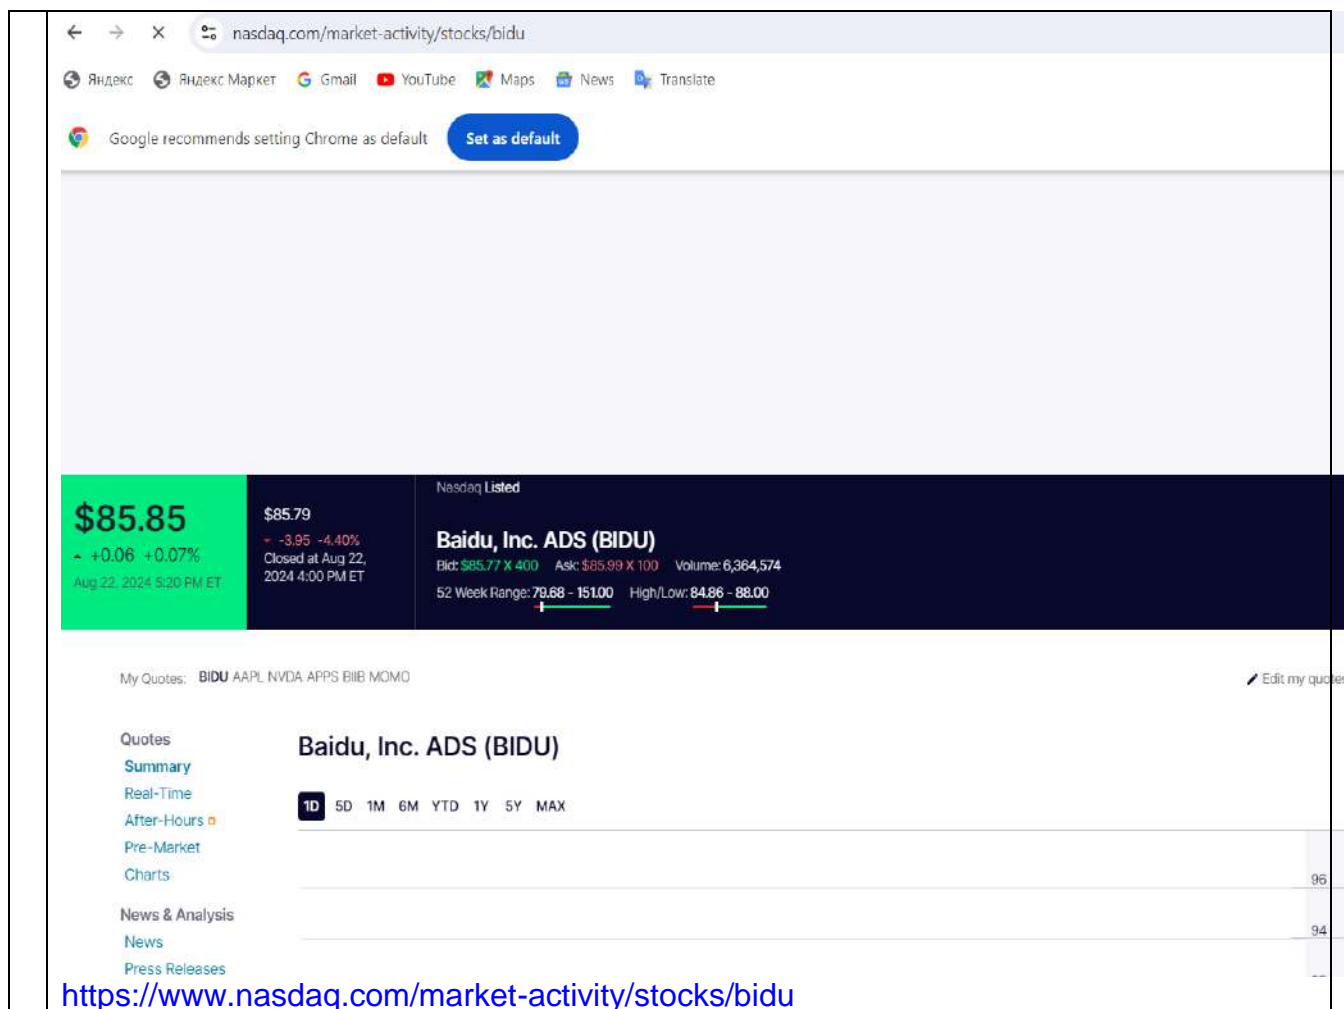 nasdaq.com/market-activity/stocks/bidu
Яндекс Яндекс Маркет Gmail YouTube Maps News Translate
Google recommends setting Chrome as default Set as default
$85.85
+0.06 +0.07%
Aug 22, 2024 5:20 PM ET
$85.79
-3.95 -4.40%
Closed at Aug 22,
2024 4:00 PM ET
Nasdaq Listed
Baidu, Inc. ADS (BIDU)
Bid: $85.77 X 400 Ask: $85.99 X 100 Volume: 6,364,574
52 Week Range: 79.68 - 151.00 High/Low: 84.86 - 88.00
My Quotes: BIDU AAPL NVDA APPS BIIB MOMO
Edit my quotes
Quotes
Summary
Real-Time
After-Hours
Pre-Market
Charts
News & Analysis
News
Press Releases
Baidu, Inc. ADS (BIDU)
1D 5D 1M 6M YTD 1Y 5Y MAX
96
94
https://www.nasdaq.com/market-activity/stocks/bidu